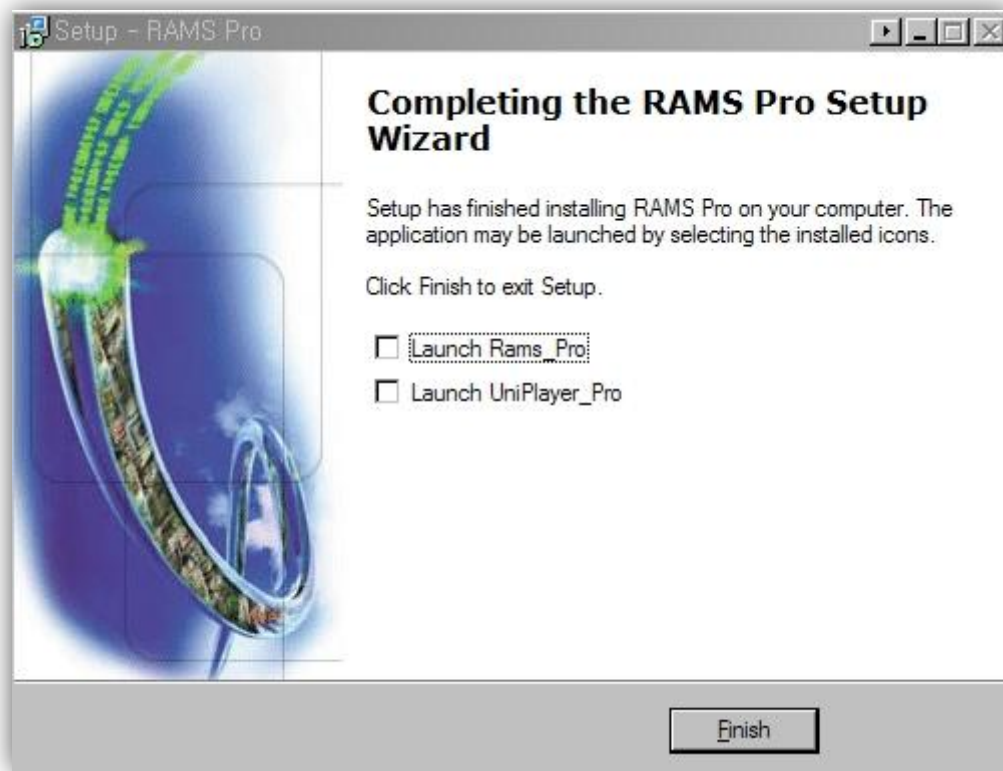 Setup - RAMS Pro
Completing the RAMS Pro Setup
Wizard
Setup has finished installing RAMS Pro on your computer. The
application may be launched by selecting the installed icons.
Click Finish to exit Setup.
Launch Rams_Pro
Launch UniPlayer_Pro
Finish